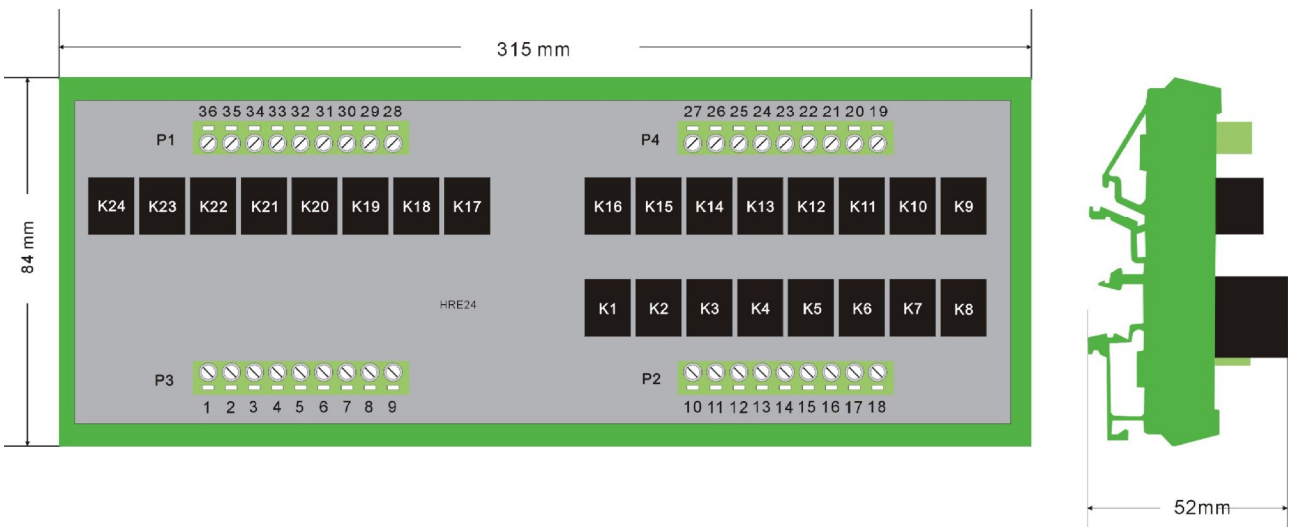 315 mm
36 35 34 33 32 31 30 29 28
27 26 25 24 23 22 21 20 19
P1
P4
K24 K23 K22 K21 K20 K19 K18 K17
K16 K15 K14 K13 K12 K11 K10 K9
84 mm
HRE24
K1 K2 K3 K4 K5 K6 K7 K8
P3
P2
1 2 3 4 5 6 7 8 9
10 11 12 13 14 15 16 17 18
52mm